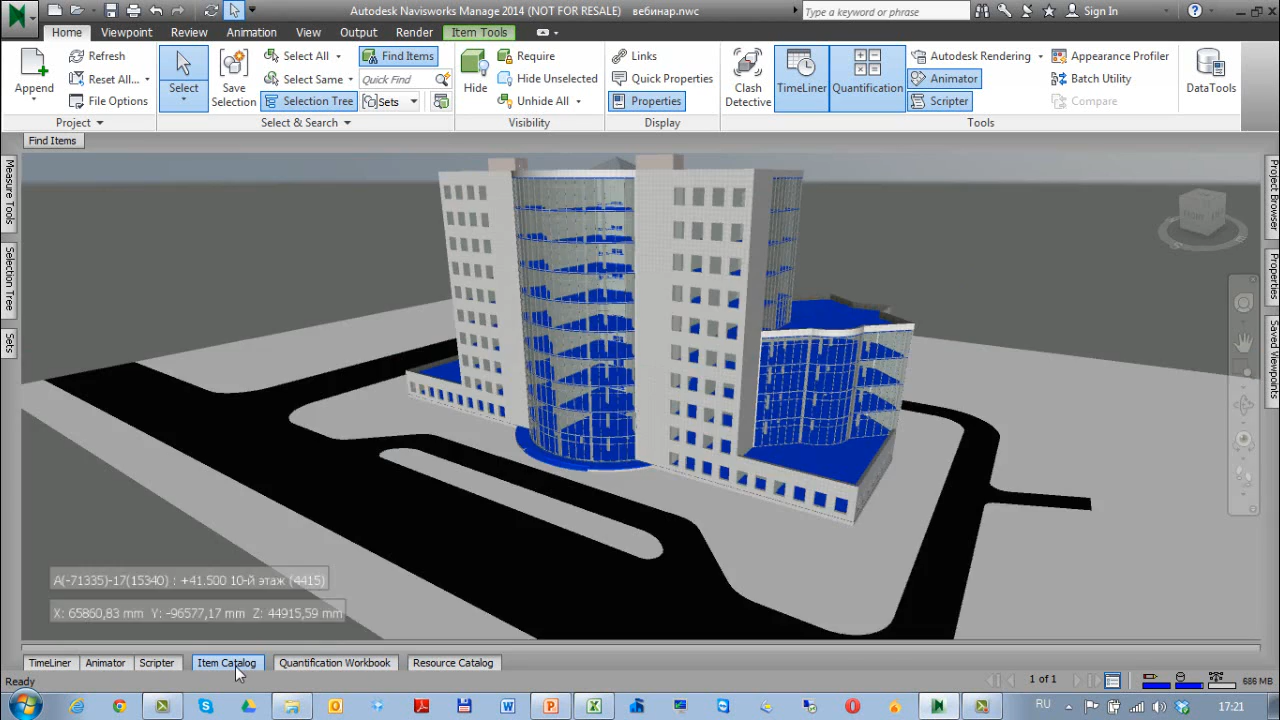 Autodesk Navisworks Manage 2014 (NOT FOR RESALE) вебинар.nwc
Type a keyword or phrase
Sign In
Home Viewpoint Review Animation View Output Render Item Tools
Append
Refresh
Reset All...
File Options
Project
Select
Save Selection
Select All
Select Same
Selection Tree
Find Items
Quick Find
Sets
Select & Search
Hide
Require
Hide Unselected
Unhide All
Visibility
Links
Quick Properties
Properties
Display
Clash Detective
TimeLiner
Quantification
Autodesk Rendering
Animator
Scripter
Appearance Profiler
Batch Utility
Compare
DataTools
Tools
Find Items
Measure Tools
Selection Tree
Sets
Project Browser
Properties
Saved Viewpoints
A(-71335)-17(15340) : +41.500 10-й этаж (4415)
X: 65860,83 mm Y: -96577,17 mm Z: 44915,59 mm
TimeLiner Animator Scripter Item Catalog Quantification Workbook Resource Catalog
Ready
1 of 1
686 MB
RU
17:21